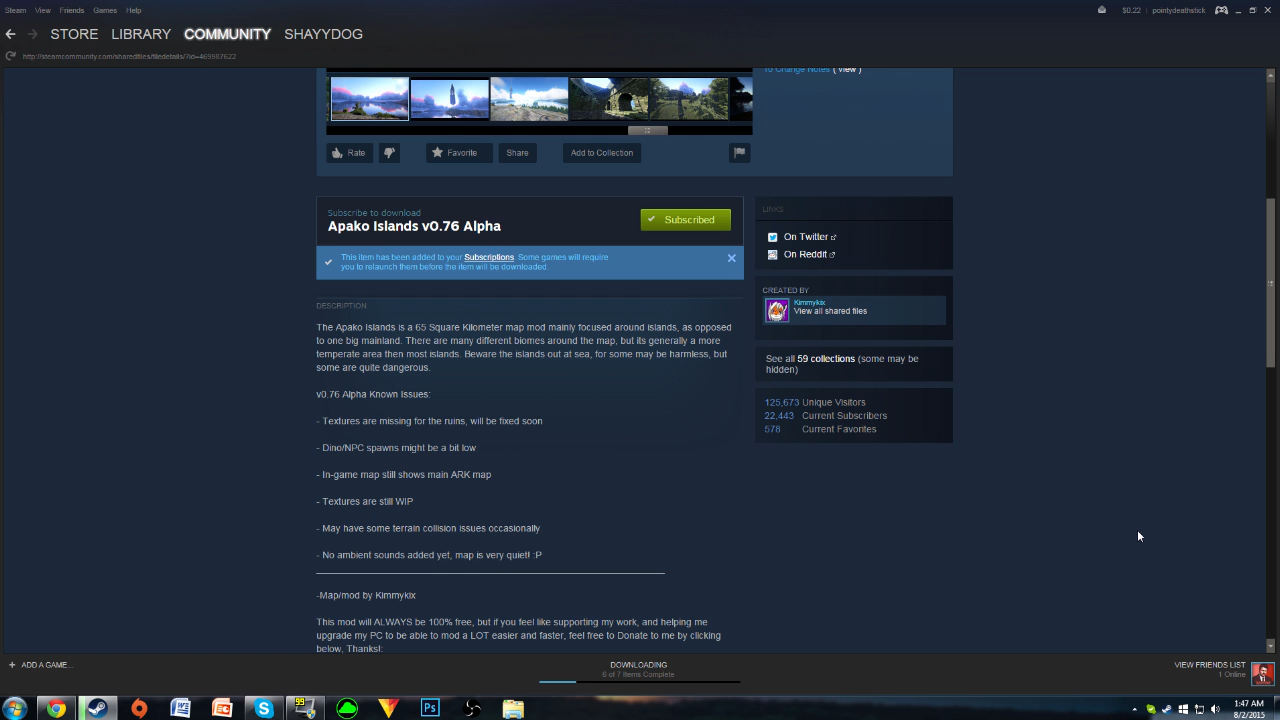 Steam View Friends Games Help
$0.22 pointydeathstick
STORE LIBRARY COMMUNITY SHAYYDOG
http://steamcommunity.com/sharedfiles/filedetails/?id=469987622
10 Change Notes ( view )
Rate Favorite Share Add to Collection
Subscribe to download
Apako Islands v0.76 Alpha
Subscribed
This item has been added to your Subscriptions. Some games will require
you to relaunch them before the item will be downloaded.
LINKS
On Twitter
On Reddit
CREATED BY
Kimmykix
View all shared files
See all 59 collections (some may be
hidden)
125,673 Unique Visitors
22,443 Current Subscribers
578 Current Favorites
DESCRIPTION
The Apako Islands is a 65 Square Kilometer map mod mainly focused around islands, as opposed
to one big mainland. There are many different biomes around the map, but its generally a more
temperate area then most islands. Beware the islands out at sea, for some may be harmless, but
some are quite dangerous.
v0.76 Alpha Known Issues:
- Textures are missing for the ruins, will be fixed soon
- Dino/NPC spawns might be a bit low
- In-game map still shows main ARK map
- Textures are still WIP
- May have some terrain collision issues occasionally
- No ambient sounds added yet, map is very quiet! :P
-Map/mod by Kimmykix
This mod will ALWAYS be 100% free, but if you feel like supporting my work, and helping me
upgrade my PC to be able to mod a LOT easier and faster, feel free to Donate to me by clicking
below, Thanks!:
ADD A GAME...
DOWNLOADING
6 of 7 Items Complete
VIEW FRIENDS LIST
1 Online
99
Ps
1:47 AM
8/2/2015